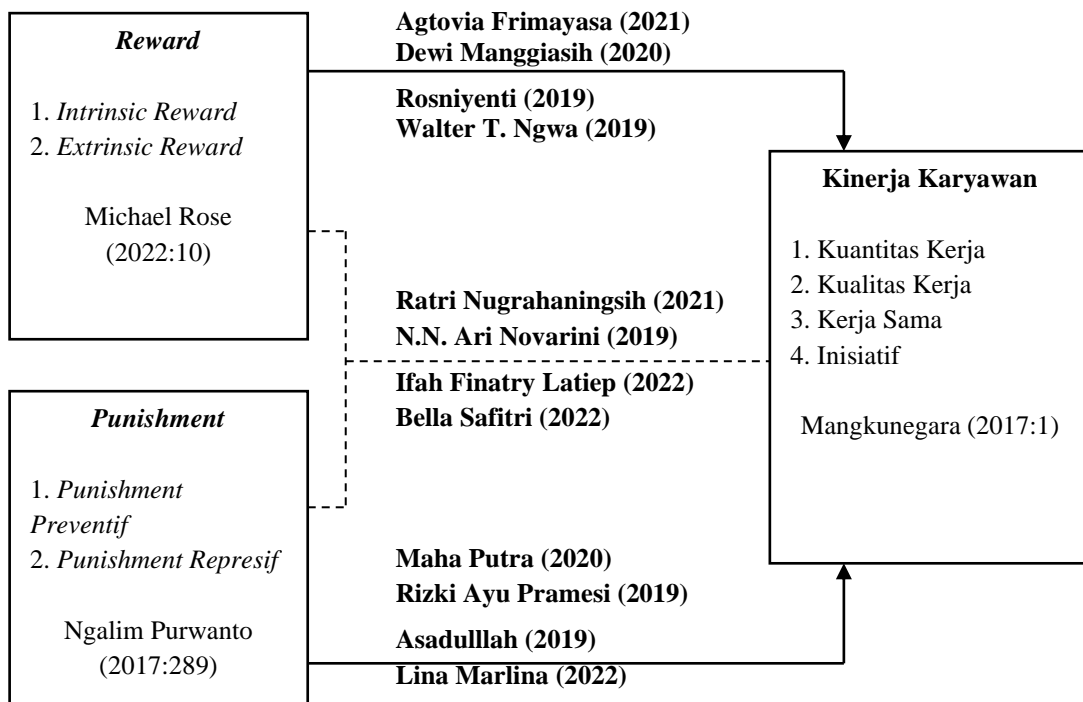 Reward
1. Intrinsic Reward
2. Extrinsic Reward
Michael Rose
(2022:10)
Agtovia Frimayasa (2021)
Dewi Manggiasih (2020)
Rosniyenti (2019)
Walter T. Ngwa (2019)
Kinerja Karyawan
1. Kuantitas Kerja
2. Kualitas Kerja
3. Kerja Sama
4. Inisiatif
Mangkunegara (2017:1)
Ratri Nugrahaningsih (2021)
N.N. Ari Novarini (2019)
Ifah Finatry Latiep (2022)
Bella Safitri (2022)
Punishment
1. Punishment
Preventif
2. Punishment Represif
Ngalim Purwanto
(2017:289)
Maha Putra (2020)
Rizki Ayu Pramesi (2019)
Asadulllah (2019)
Lina Marlina (2022)